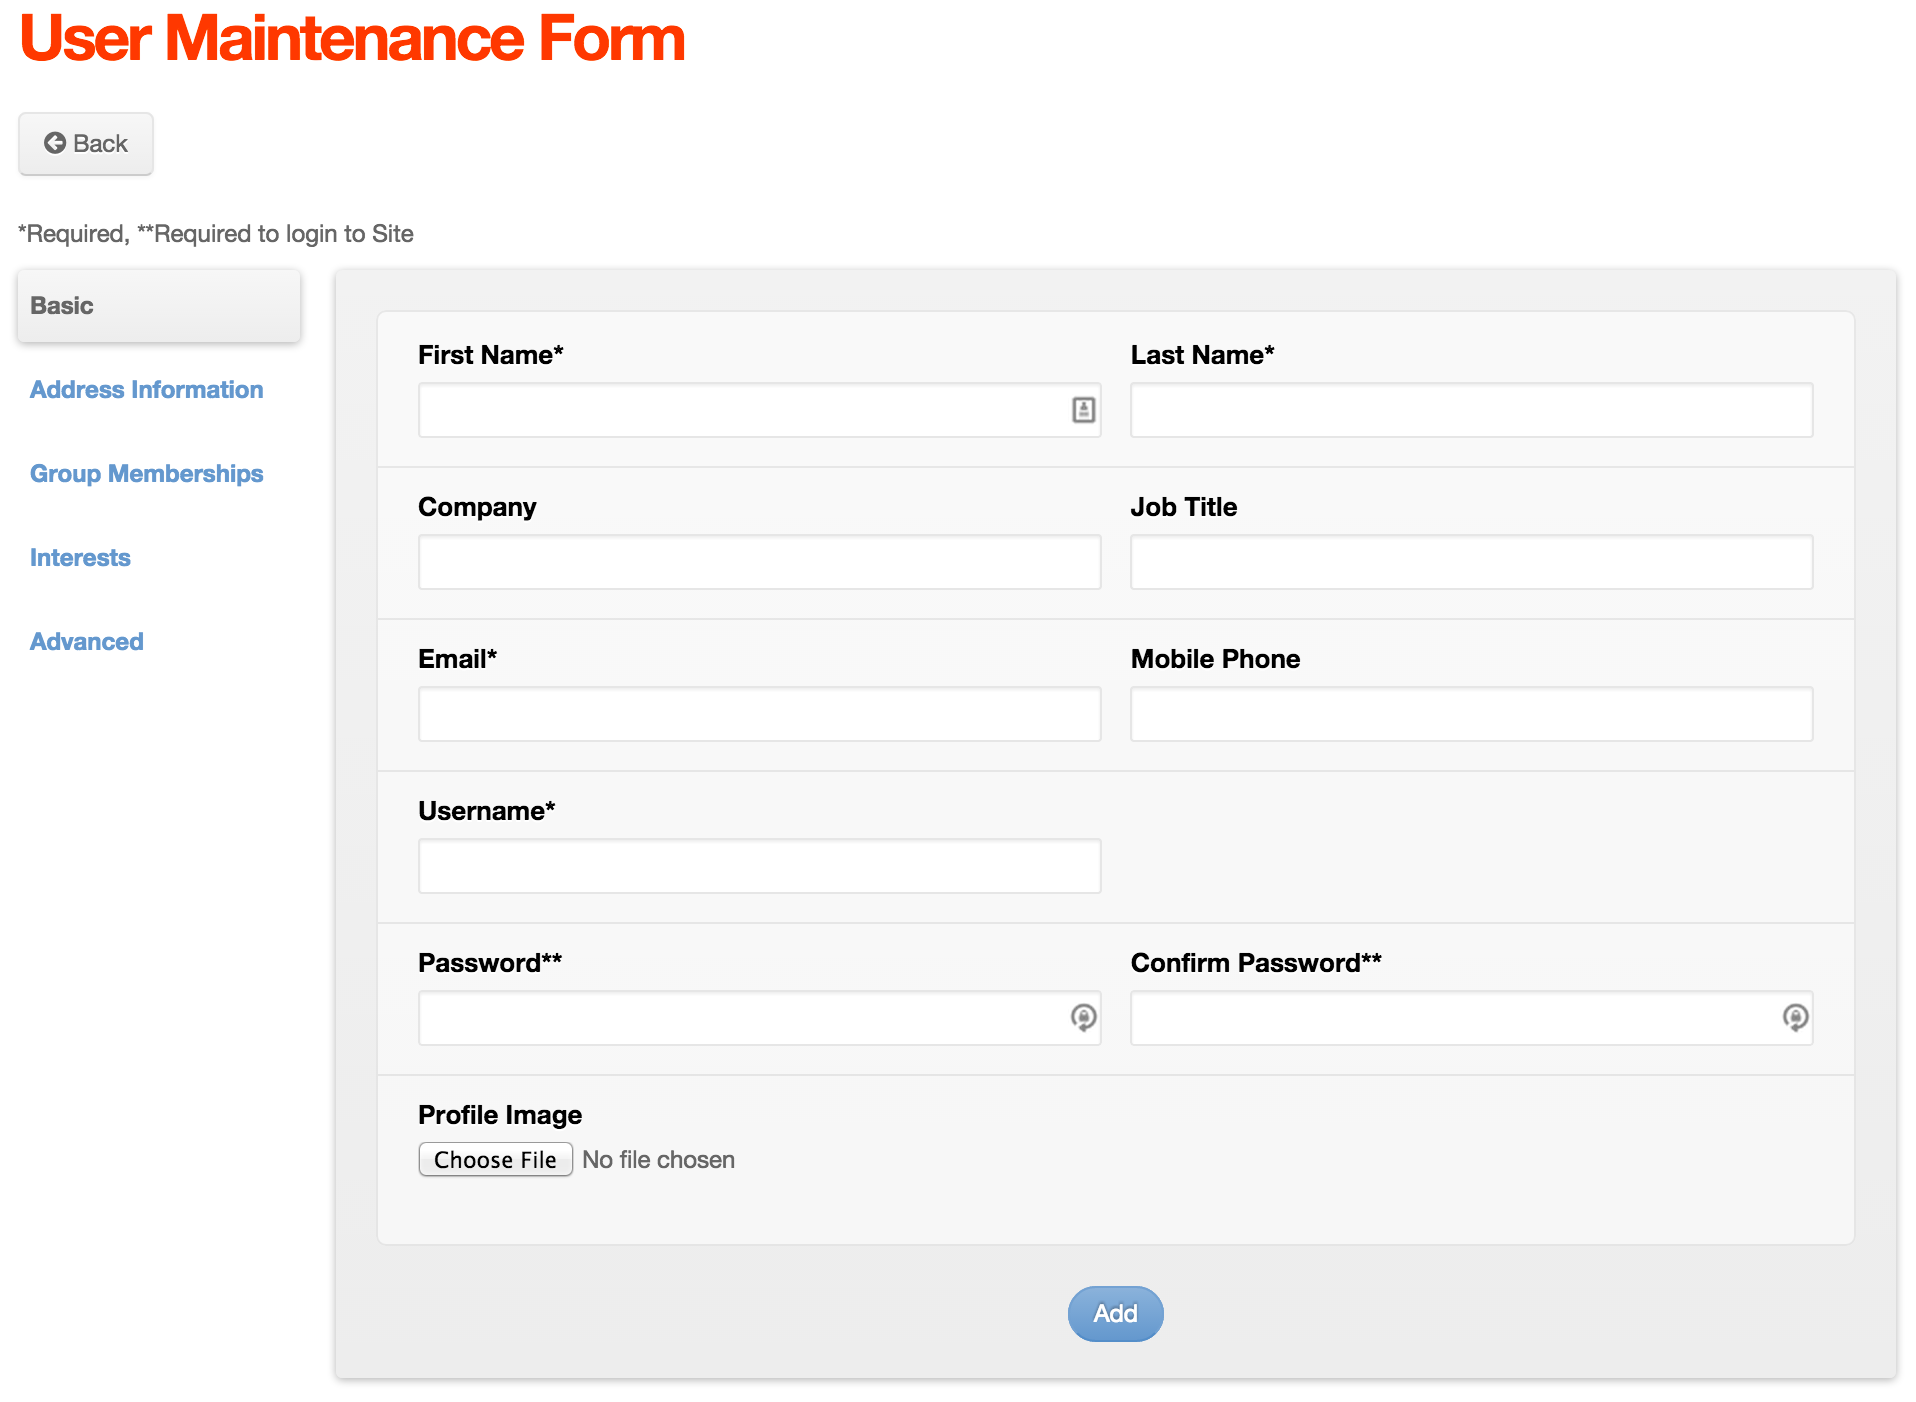 User Maintenance Form
Back
*Required, **Required to login to Site
Basic
Address Information
Group Memberships
Interests
Advanced
First Name*
Last Name*
Company
Job Title
Email*
Mobile Phone
Username*
Password**
Confirm Password**
Profile Image
Choose File No file chosen
Add